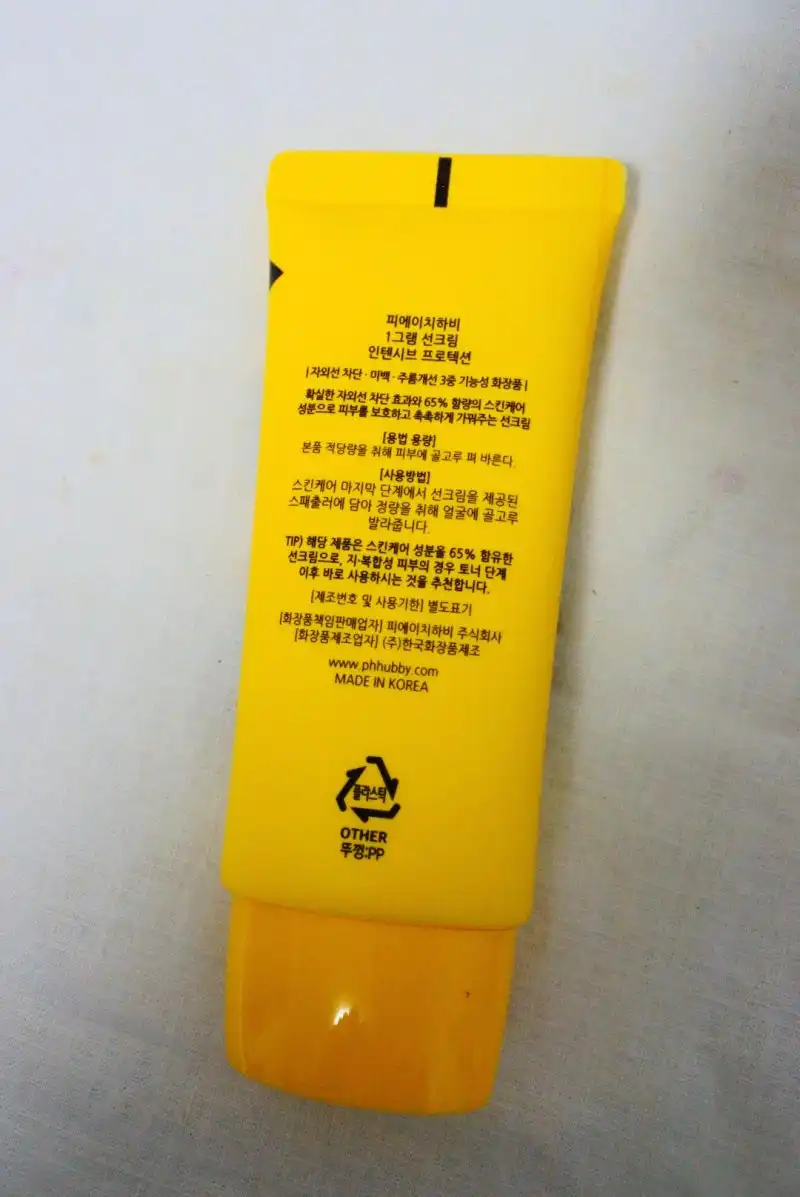 피에이치하비
1그램 선크림
인텐시브 프로텍션
| 자외선 차단 · 미백 · 주름개선 3중 기능성 화장품 |
확실한 자외선 차단 효과와 65% 함량의 스킨케어
성분으로 피부를 보호하고 촉촉하게 가꿔주는 선크림
[용법 용량]
본품 적당량을 취해 피부에 골고루 펴 바른다.
[사용방법]
스킨케어 마지막 단계에서 선크림을 제공된
스패출러에 담아 정량을 취해 얼굴에 골고루
발라줍니다.
TIP) 해당 제품은 스킨케어 성분을 65% 함유한
선크림으로, 지·복합성 피부의 경우 토너 단계
이후 바로 사용하시는 것을 추천합니다.
[제조번호 및 사용기한] 별도표기
[화장품책임판매업자] 피에이치하비 주식회사
[화장품제조업자] (주)한국화장품제조
www.phhubby.com
MADE IN KOREA
플라스틱
OTHER
뚜껑:PP